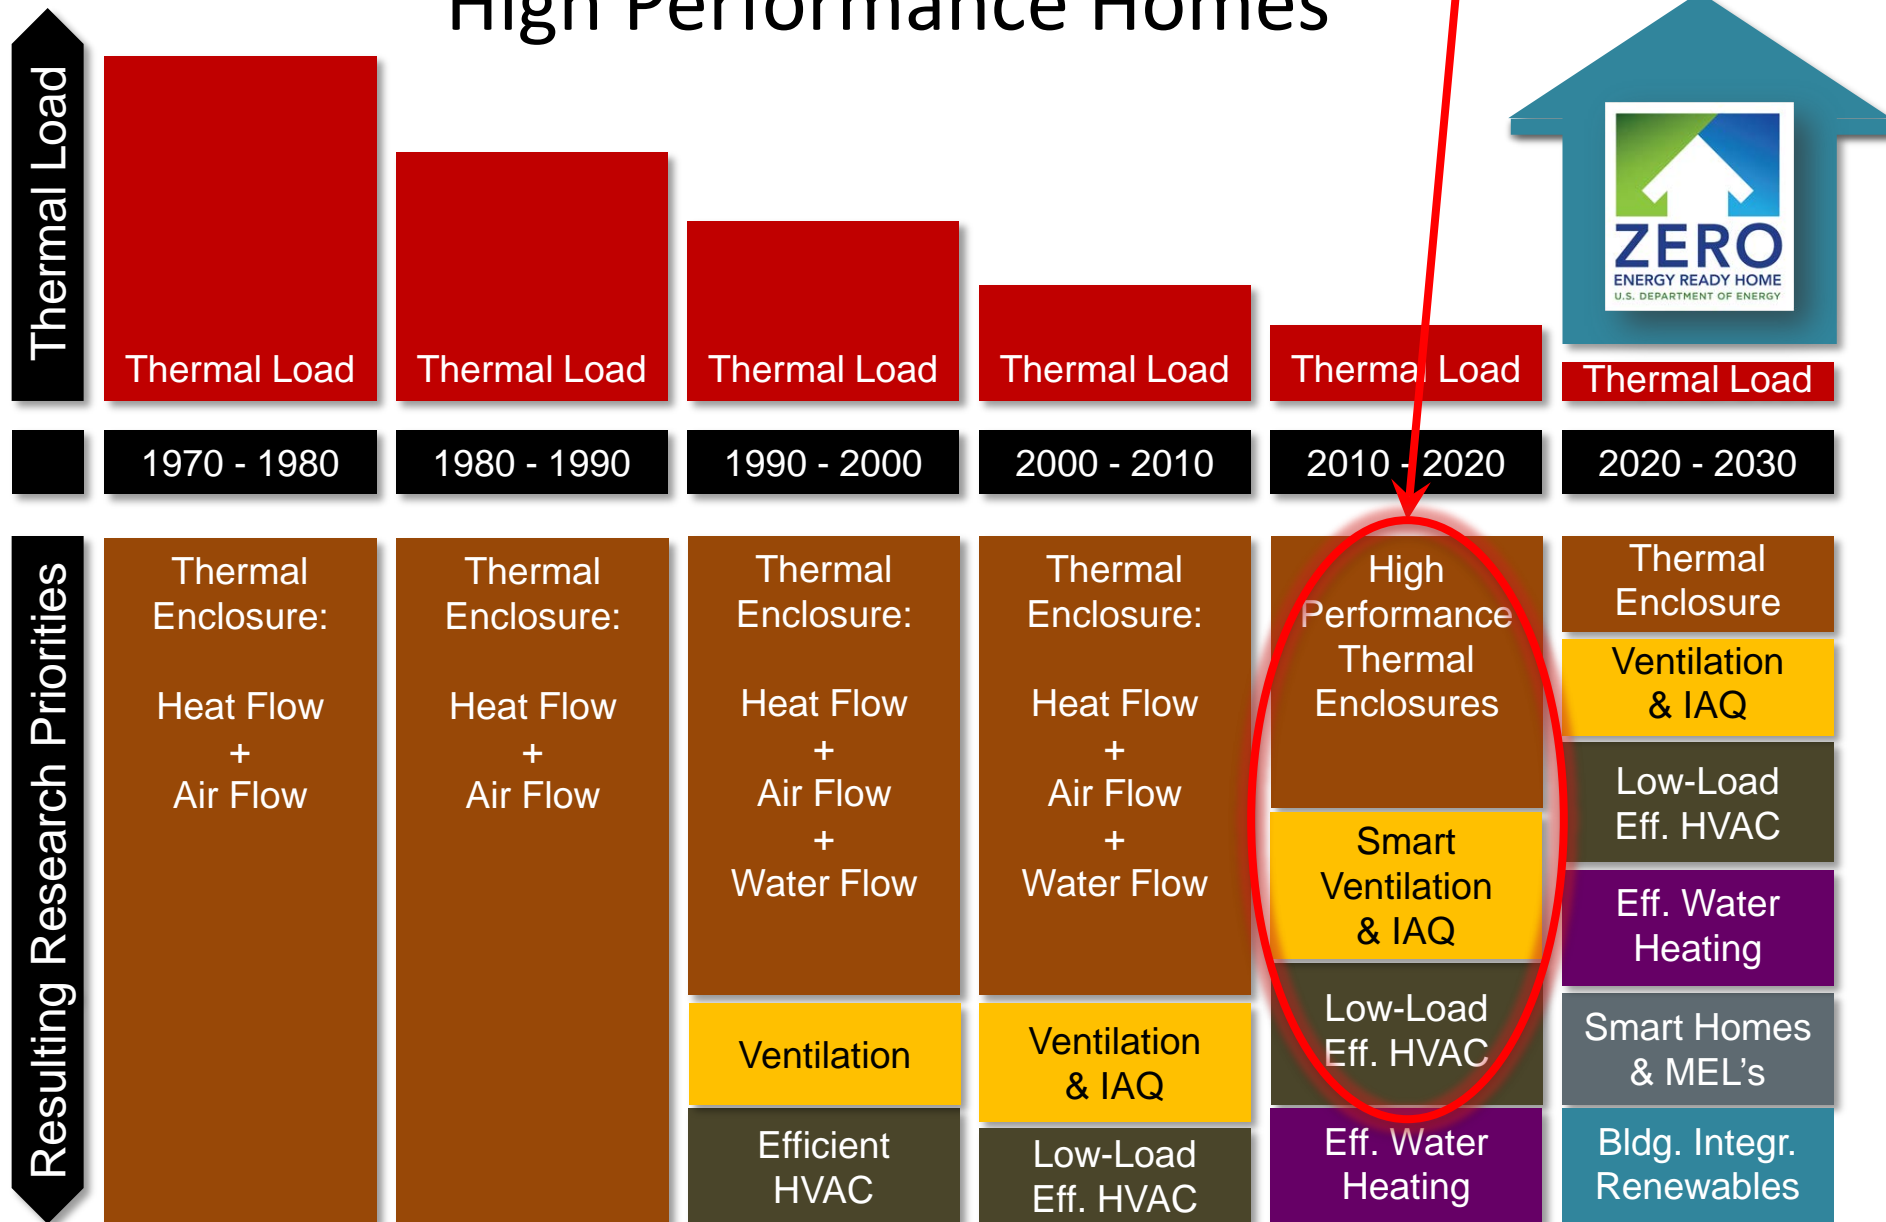 High Performance Homes
Thermal Load
Thermal Load
Thermal Load
Thermal Load
Thermal Load
Thermal Load
ZERO
ENERGY READY HOME
U.S. DEPARTMENT OF ENERGY
Thermal Load
1970 - 1980
1980 - 1990
1990 - 2000
2000 - 2010
2010 - 2020
2020 - 2030
Resulting Research Priorities
Thermal
Enclosure:
Heat Flow
+
Air Flow
Thermal
Enclosure:
Heat Flow
+
Air Flow
Thermal
Enclosure:
Heat Flow
+
Air Flow
+
Water Flow
Ventilation
Efficient
HVAC
Thermal
Enclosure:
Heat Flow
+
Air Flow
+
Water Flow
Ventilation
& IAQ
Low-Load
Eff. HVAC
High
Performance
Thermal
Enclosures
Smart
Ventilation
& IAQ
Low-Load
Eff. HVAC
Eff. Water
Heating
Thermal
Enclosure
Ventilation
& IAQ
Low-Load
Eff. HVAC
Eff. Water
Heating
Smart Homes
& MEL's
Bldg. Integr.
Renewables